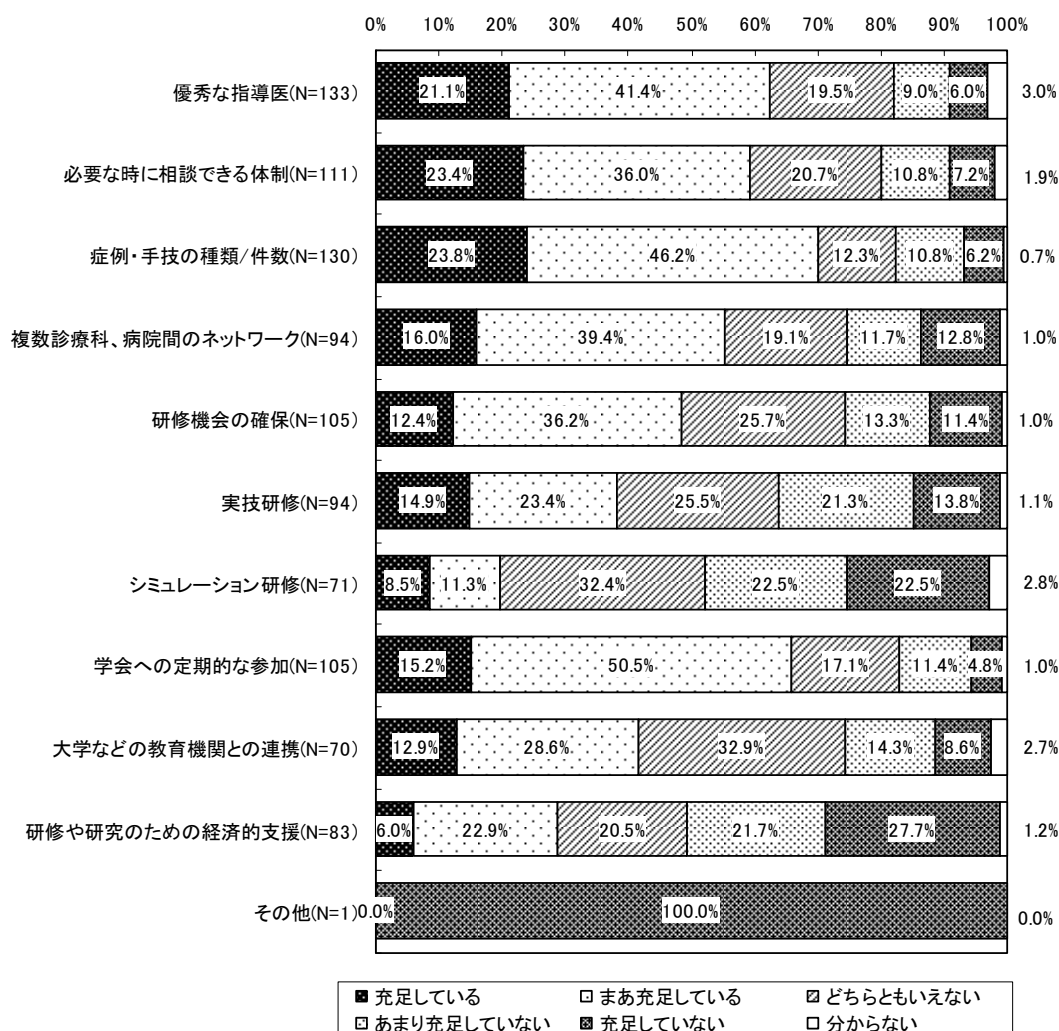 0% 10% 20% 30% 40% 50% 60% 70% 80% 90% 100%
優秀な指導医(N=133) 21.1% 41.4% 19.5% 9.0% 6.0% 3.0%
必要な時に相談できる体制(N=111) 23.4% 36.0% 20.7% 10.8% 7.2% 1.9%
症例・手技の種類/件数(N=130) 23.8% 46.2% 12.3% 10.8% 6.2% 0.7%
複数診療科、病院間のネットワーク(N=94) 16.0% 39.4% 19.1% 11.7% 12.8% 1.0%
研修機会の確保(N=105) 12.4% 36.2% 25.7% 13.3% 11.4% 1.0%
実技研修(N=94) 14.9% 23.4% 25.5% 21.3% 13.8% 1.1%
シミュレーション研修(N=71) 8.5% 11.3% 32.4% 22.5% 22.5% 2.8%
学会への定期的な参加(N=105) 15.2% 50.5% 17.1% 11.4% 4.8% 1.0%
大学などの教育機関との連携(N=70) 12.9% 28.6% 32.9% 14.3% 8.6% 2.7%
研修や研究のための経済的支援(N=83) 6.0% 22.9% 20.5% 21.7% 27.7% 1.2%
その他(N=1) 0.0% 100.0% 0.0%
充足している まあ充足している どちらともいえない
あまり充足していない 充足していない 分からない